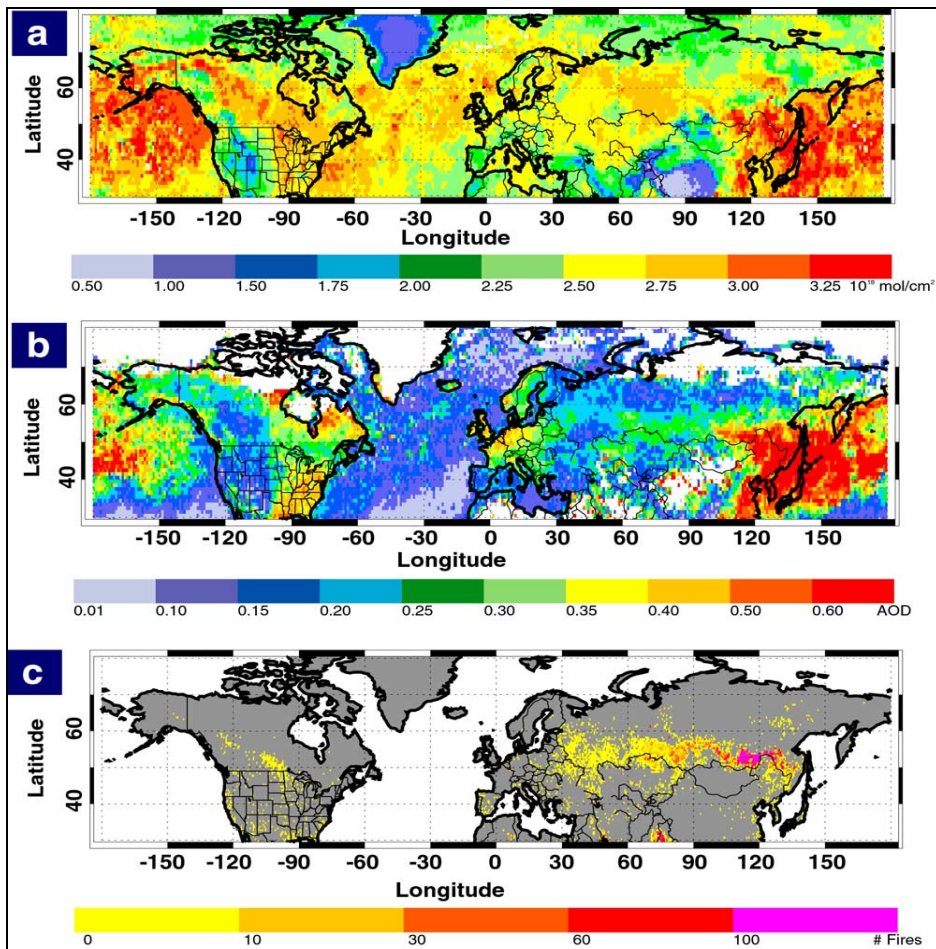 a
Latitude
60
40
-150 -120 -90 -60 -30 0 30 60 90 120 150
Longitude
0.50 1.00 1.50 1.75 2.00 2.25 2.50 2.75 3.00 3.25 10¹⁸ mol/cm²
b
Latitude
60
40
-150 -120 -90 -60 -30 0 30 60 90 120 150
Longitude
0.01 0.10 0.15 0.20 0.25 0.30 0.35 0.40 0.50 0.60 AOD
c
Latitude
60
40
-150 -120 -90 -60 -30 0 30 60 90 120 150
Longitude
0 10 30 60 100 # Fires